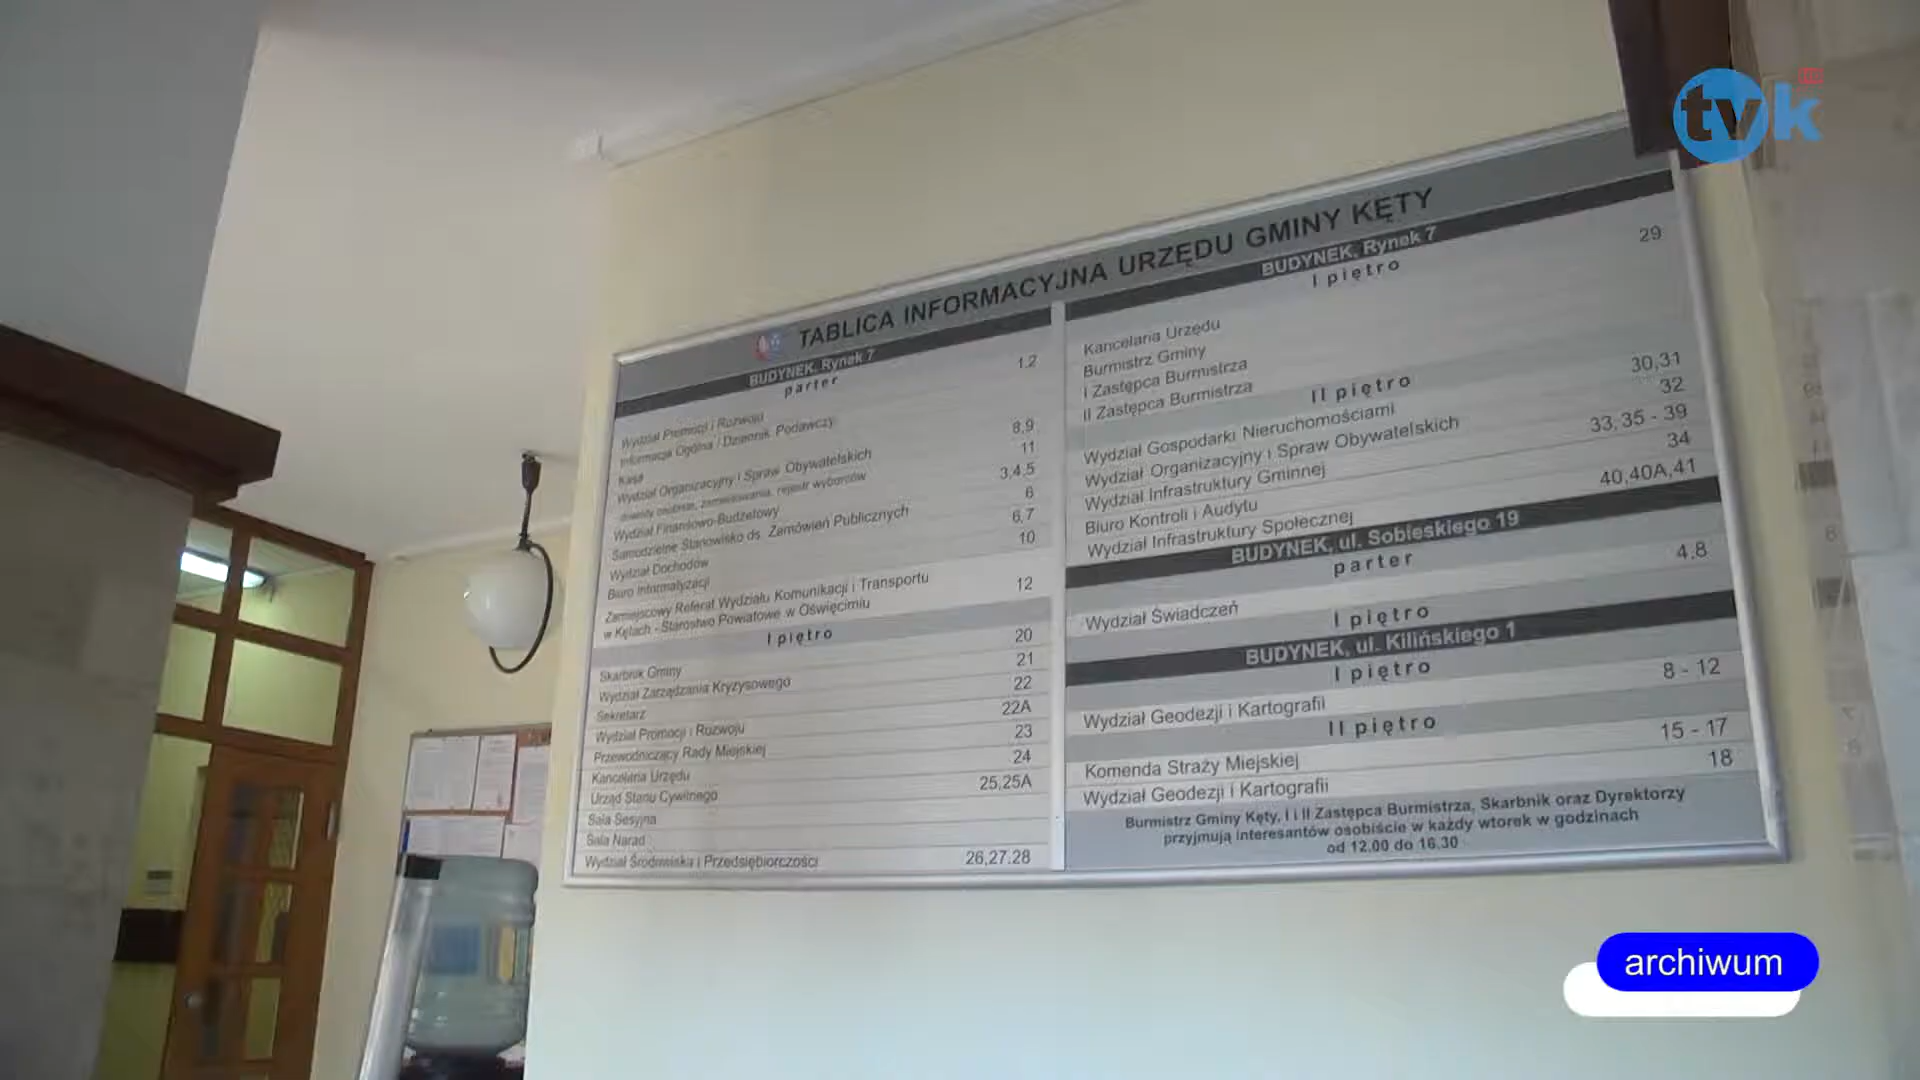 tvk
HD
TABLICA INFORMACYJNA URZĘDU GMINY KĘTY
BUDYNEK, Rynek 7
parter
1,2
Wydział Promocji i Rozwoju
Informacja Ogólna i Dziennik Podawczy
8,9
Kasa
11
Wydział Organizacyjny i Spraw Obywatelskich
3,4,5
dowody osobiste, zameldowania, rejestr wyborców
Wydział Finansowo-Budżetowy
6
Samodzielne Stanowisko ds. Zamówień Publicznych
6,7
Wydział Dochodów
10
Biuro Informatyzacji
Zamiejscowy Referat Wydziału Komunikacji i Transportu
w Kętach - Starostwo Powiatowe w Oświęcimiu
12
I piętro
20
Skarbnik Gminy
21
Wydział Zarządzania Kryzysowego
22
Sekretarz
22A
Wydział Promocji i Rozwoju
23
Przewodniczący Rady Miejskiej
24
Kancelaria Urzędu
25,25A
Urząd Stanu Cywilnego
Sala Sesyjna
Sala Narad
Wydział Środowiska i Przedsiębiorczości
26,27,28
BUDYNEK, Rynek 7
I piętro
29
Kancelaria Urzędu
Burmistrz Gminy
I Zastępca Burmistrza
II Zastępca Burmistrza
II piętro
30,31
Wydział Gospodarki Nieruchomościami
32
Wydział Organizacyjny i Spraw Obywatelskich
33, 35 - 39
Wydział Infrastruktury Gminnej
34
Biuro Kontroli i Audytu
40,40A,41
Wydział Infrastruktury Społecznej
BUDYNEK, ul. Sobieskiego 19
parter
4,8
Wydział Świadczeń
I piętro
BUDYNEK, ul. Kilińskiego 1
I piętro
8 - 12
Wydział Geodezji i Kartografii
II piętro
15 - 17
Komenda Straży Miejskiej
18
Wydział Geodezji i Kartografii
Burmistrz Gminy Kęty, I i II Zastępca Burmistrza, Skarbnik oraz Dyrektorzy
przyjmują interesantów osobiście w każdy wtorek w godzinach
od 12.00 do 16.30
archiwum